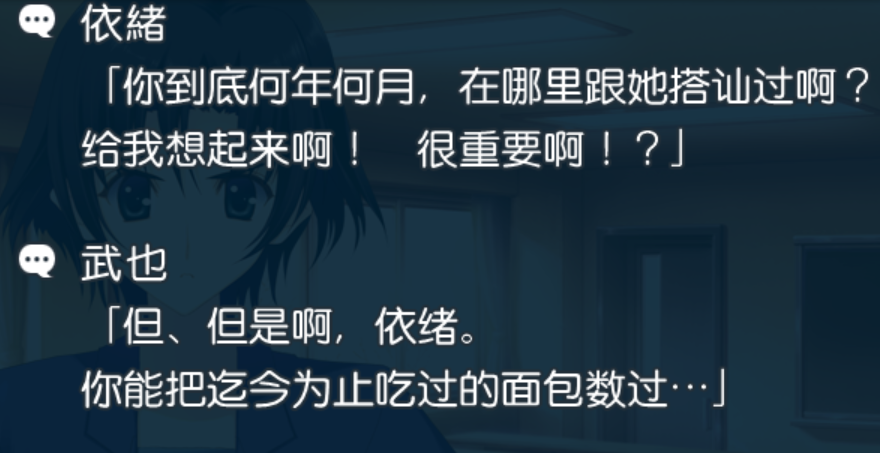 依緒
「你到底何年何月，在哪里跟她搭讪过啊？
给我想起来啊！　很重要啊！？」
武也
「但、但是啊，依绪。
你能把迄今为止吃过的面包数过…」